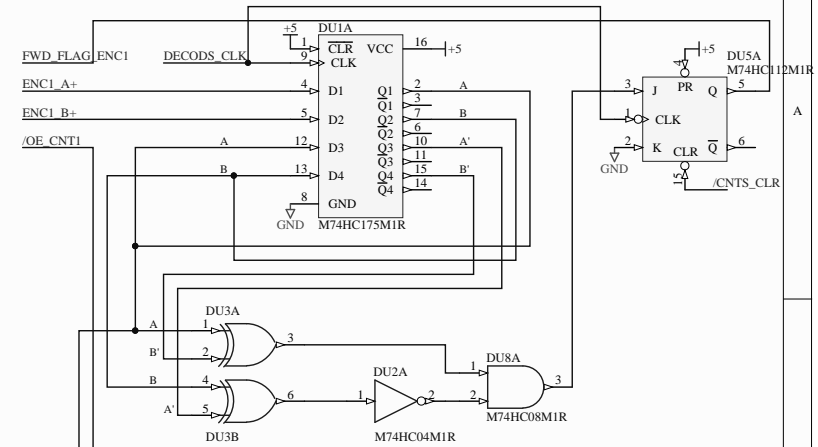 +5
DU1A
1
CLR
VCC
16
+5
9
CLK
FWD_FLAG_ENC1
DECODS_CLK
ENC1_A+
4
D1
Q1
2
A
Q1
3
ENC1_B+
5
D2
Q2
7
B
Q2
6
/OE_CNT1
A
12
D3
Q3
10
A'
Q3
11
B
13
D4
Q4
15
B'
Q4
14
8
GND
GND
M74HC175M1R
4
+5
DU5A
M74HC112M1R
3
J
PR
Q
5
1
CLK
2
K
CLR
Q
6
GND
15
/CNTS_CLR
A
DU3A
A
1
3
B'
2
DU8A
B
4
DU2A
1
6
1
2
2
3
A'
5
M74HC08M1R
DU3B
M74HC04M1R